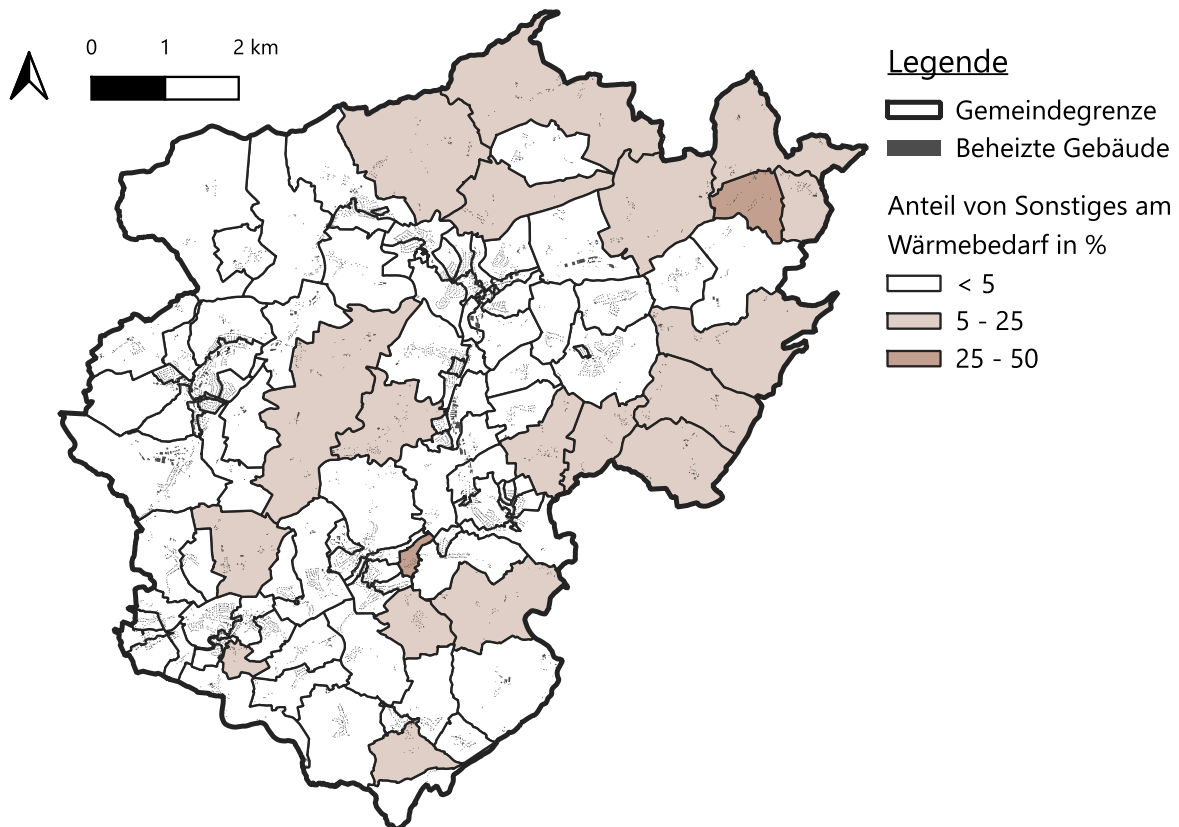 0 1 2 km
Legende
Gemeindegrenze
Beheizte Gebäude
Anteil von Sonstiges am
Wärmebedarf in %
< 5
5 - 25
25 - 50